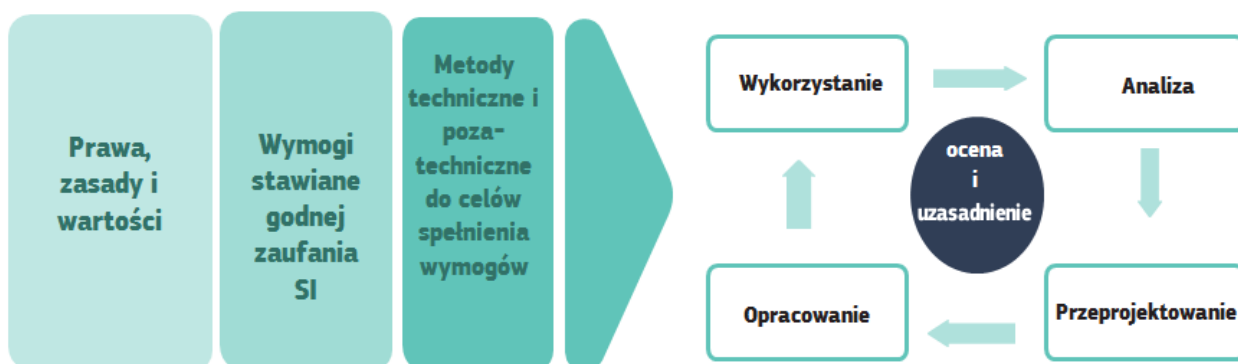 Prawa,
zasady i
wartości
Wymogi
stawiane
godnej
zaufania
SI
Metody
techniczne i
poza-
techniczne
do celów
spełnienia
wymogów
Wykorzystanie
Analiza
ocena
i
uzasadnienie
Opracowanie
Przeprojektowanie